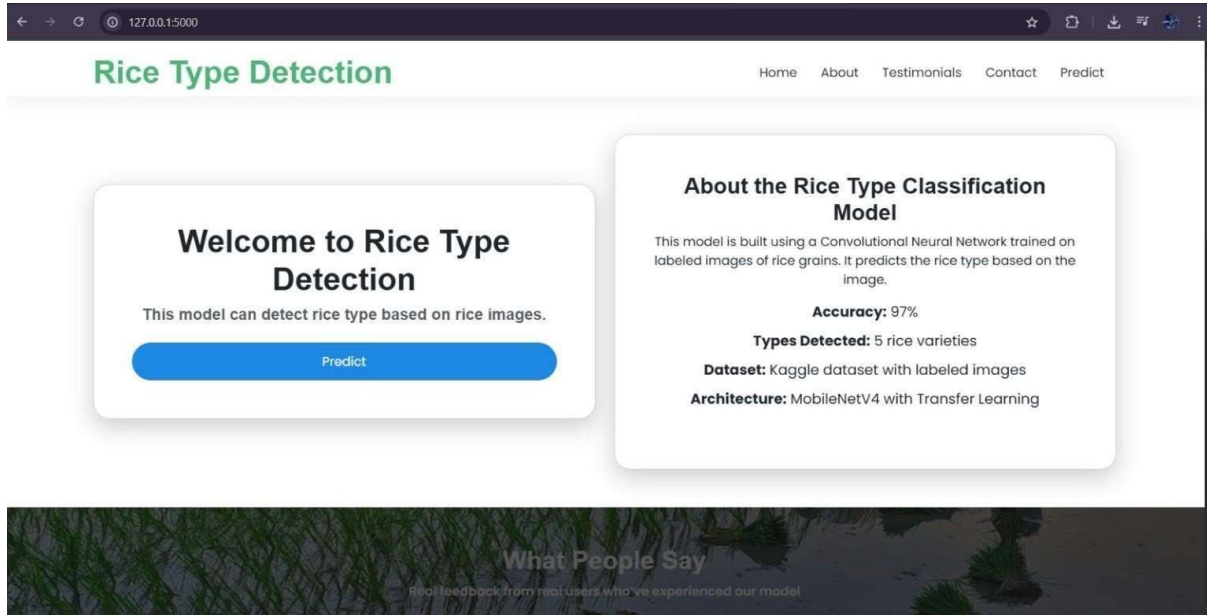 127.0.0.1:5000
Rice Type Detection
Home About Testimonials Contact Predict
Welcome to Rice Type
Detection
This model can detect rice type based on rice images.
Predict
About the Rice Type Classification
Model
This model is built using a Convolutional Neural Network trained on
labeled images of rice grains. It predicts the rice type based on the
image.
Accuracy: 97%
Types Detected: 5 rice varieties
Dataset: Kaggle dataset with labeled images
Architecture: MobileNetV4 with Transfer Learning
What People Say
Real feedback from real users who've experienced our model